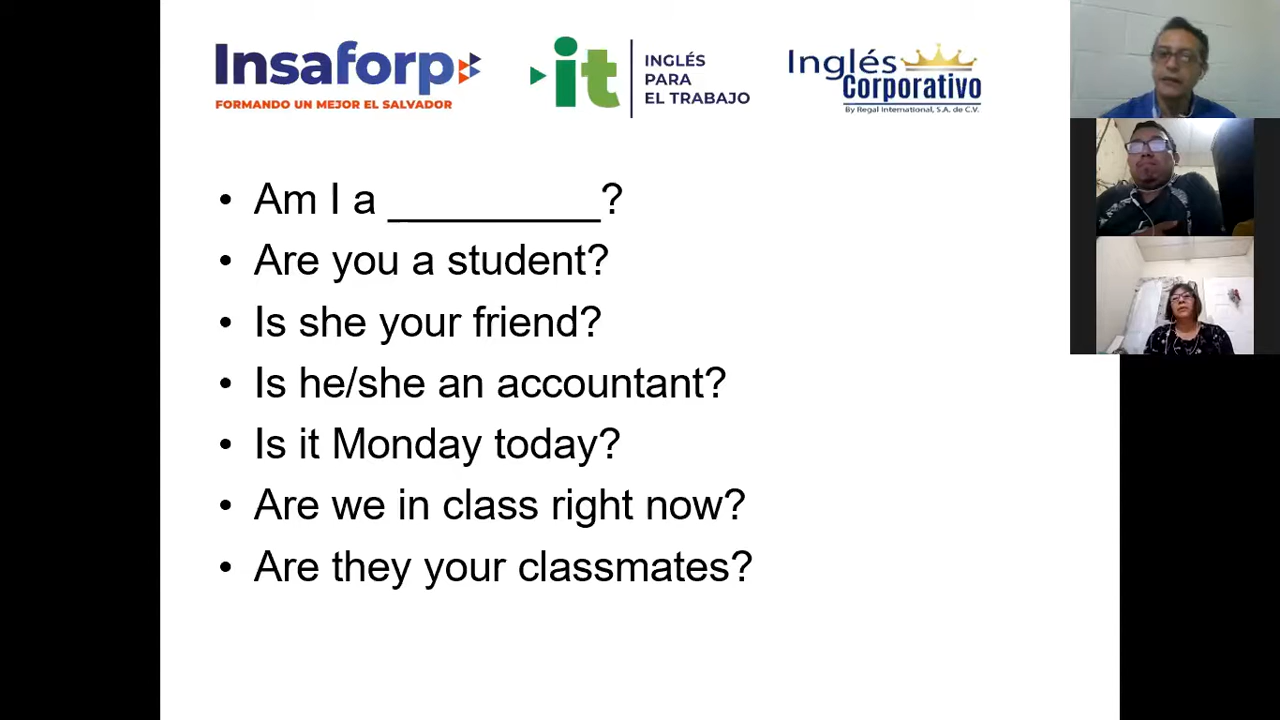 Insaforp
FORMANDO UN MEJOR EL SALVADOR
it
INGLÉS
PARA
EL TRABAJO
Inglés
Corporativo
By Regal International, S.A. de C.V.
• Am I a _________?
• Are you a student?
• Is she your friend?
• Is he/she an accountant?
• Is it Monday today?
• Are we in class right now?
• Are they your classmates?